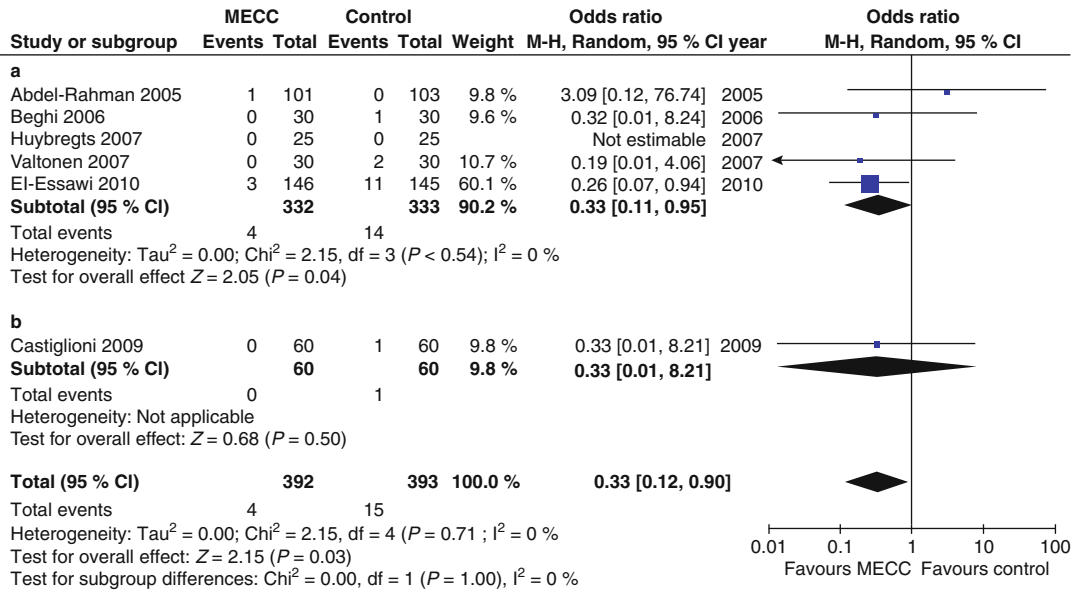 MECC Control Odds ratio Odds ratio
Study or subgroup Events Total Events Total Weight M-H, Random, 95 % CI year M-H, Random, 95 % CI
a
Abdel-Rahman 2005 1 101 0 103 9.8 % 3.09 [0.12, 76.74] 2005
Beghi 2006 0 30 1 30 9.6 % 0.32 [0.01, 8.24] 2006
Huybregts 2007 0 25 0 25 Not estimable 2007
Valtonen 2007 0 30 2 30 10.7 % 0.19 [0.01, 4.06] 2007
EI-Essawi 2010 3 146 11 145 60.1 % 0.26 [0.07, 0.94] 2010
Subtotal (95 % CI) 332 333 90.2 % 0.33 [0.11, 0.95]
Total events 4 14
Heterogeneity: Tau² = 0.00; Chi² = 2.15, df = 3 (P < 0.54); I² = 0 %
Test for overall effect Z = 2.05 (P = 0.04)
b
Castiglioni 2009 0 60 1 60 9.8 % 0.33 [0.01, 8.21] 2009
Subtotal (95 % CI) 60 60 9.8 % 0.33 [0.01, 8.21]
Total events 0 1
Heterogeneity: Not applicable
Test for overall effect: Z = 0.68 (P = 0.50)
Total (95 % CI) 392 393 100.0 % 0.33 [0.12, 0.90]
Total events 4 15
Heterogeneity: Tau² = 0.00; Chi² = 2.15, df = 4 (P = 0.71 ; I² = 0 %
Test for overall effect: Z = 2.15 (P = 0.03)
Test for subgroup differences: Chi² = 0.00, df = 1 (P = 1.00), I² = 0 %
0.01 0.1 1 10 100
Favours MECC Favours control